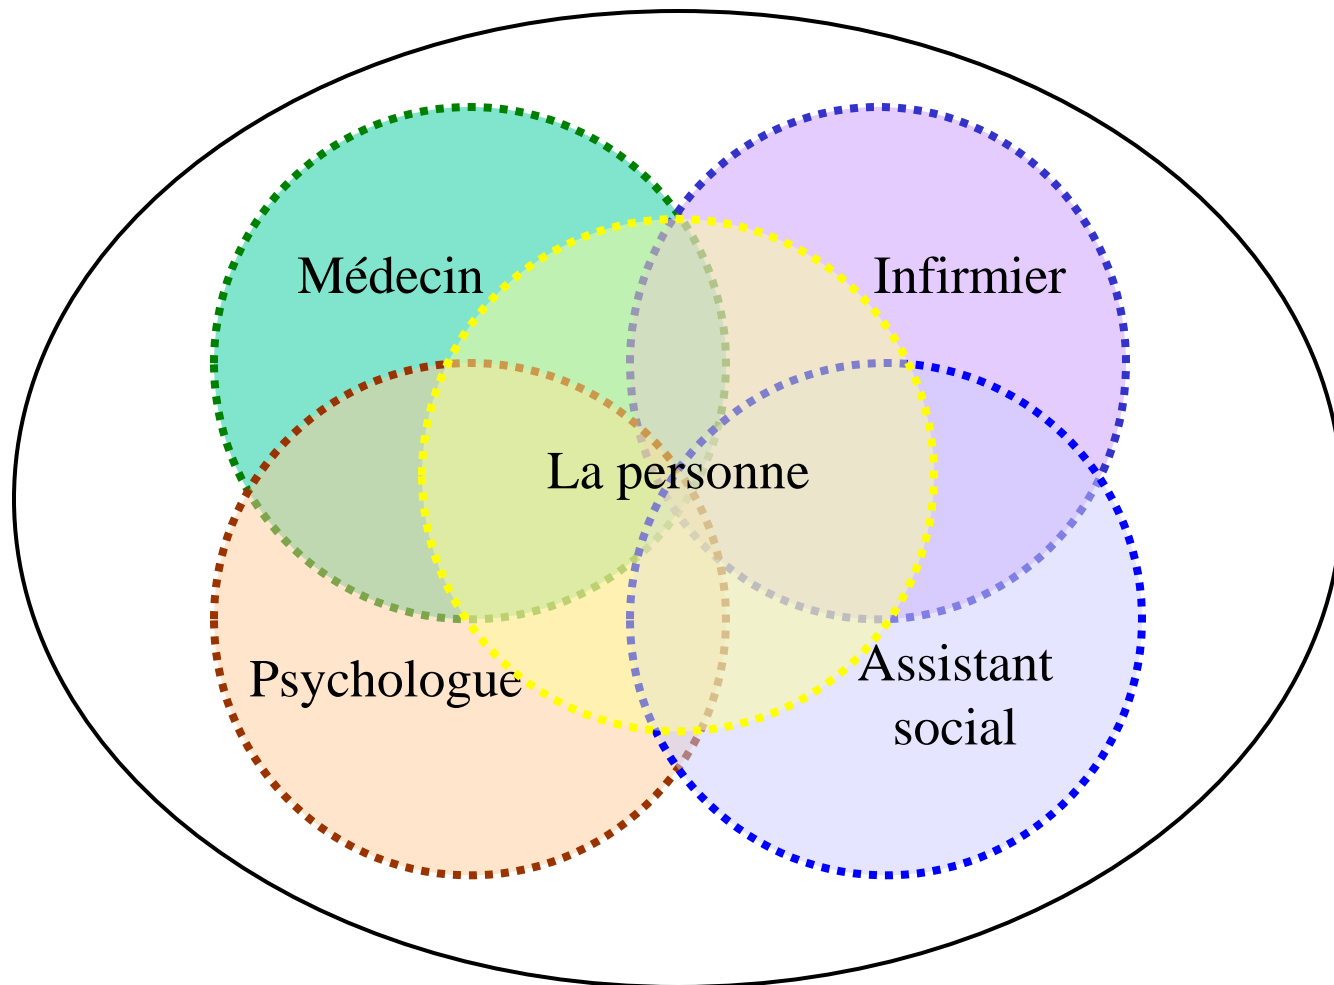 Médecin
Infirmier
La personne
Psychologue
Assistant
social